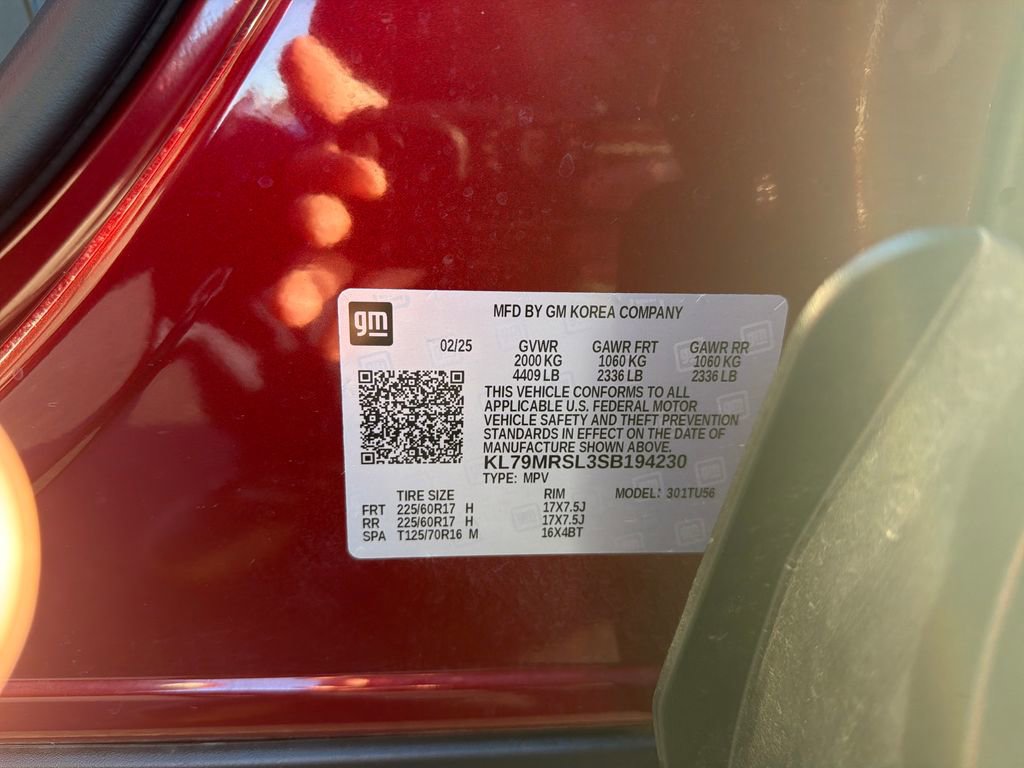 gm
MFD BY GM KOREA COMPANY
02/25 GVWR GAWR FRT GAWR RR
2000 KG 1060 KG 1060 KG
4409 LB 2336 LB 2336 LB
THIS VEHICLE CONFORMS TO ALL
APPLICABLE U.S. FEDERAL MOTOR
VEHICLE SAFETY AND THEFT PREVENTION
STANDARDS IN EFFECT ON THE DATE OF
MANUFACTURE SHOWN ABOVE.
KL79MRSL3SB194230
TYPE: MPV
TIRE SIZE RIM MODEL: 301TU56
FRT 225/60R17 H 17X7.5J
RR 225/60R17 H 17X7.5J
SPA T125/70R16 M 16X4BT